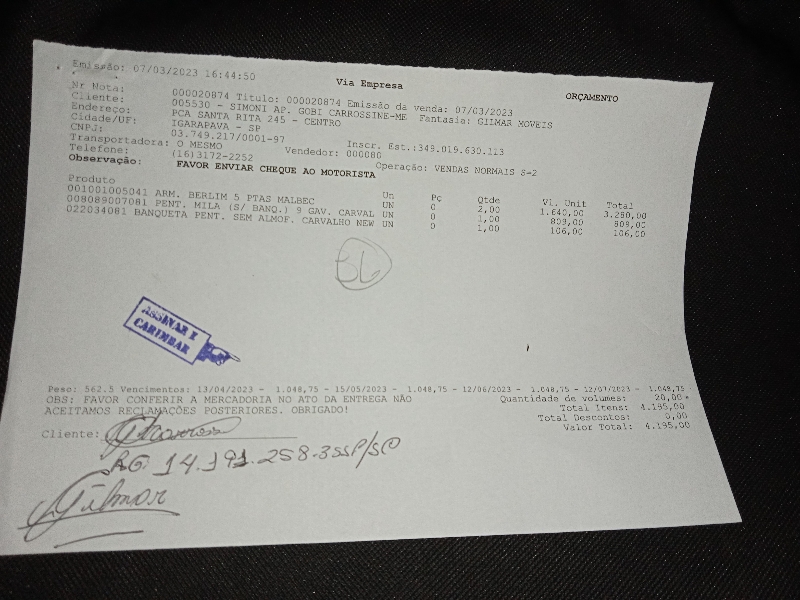 Emissão: 07/03/2023 16:44:50
Via Empresa
ORÇAMENTO
Nr Nota: 000020874 Titulo: 000020874 Emissão da venda: 07/03/2023
Cliente: 005530 - SIMONI AP. GOBI CARROSSINE-ME Fantasia: GILMAR MOVEIS
Endereço: PCA SANTA RITA 245 - CENTRO
Cidade/UF: IGARAPAVA - SP
CNPJ: 03.749.217/0001-97 Inscr. Est.:349.019.630.113
Transportadora: O MESMO Vendedor: 000080 Operação: VENDAS NORMAIS S-2
Telefone: (16)3172-2252
Observação: FAVOR ENVIAR CHEQUE AO MOTORISTA
Produto Un Pç Qtde Vl. Unit Total
001001005041 ARM. BERLIM 5 PTAS MALBEC UN 0 2,00 1.640,00 3.280,00
008089007081 PENT. MILA (S/ BANQ.) 9 GAV. CARVAL UN 0 1,00 809,00 809,00
022034081 BANQUETA PENT. SEM ALMOF. CARVALHO NEW UN 0 1,00 106,00 106,00
ASSINAR E
CARIMBAR
Peso: 562.5 Vencimentos: 13/04/2023 - 1.048,75 - 15/05/2023 - 1.048,75 - 12/06/2023 - 1.048,75 - 12/07/2023 - 1.048,75
OBS: FAVOR CONFERIR A MERCADORIA NO ATO DA ENTREGA NÃO
ACEITAMOS RECLAMAÇÕES POSTERIORES. OBRIGADO!
Quantidade de volumes: 20,00
Total Itens: 4.195,00
Total Descontos: 0,00
Valor Total: 4.195,00
Cliente:
RG 14.191.258-3 SSP/SP
Gilmar